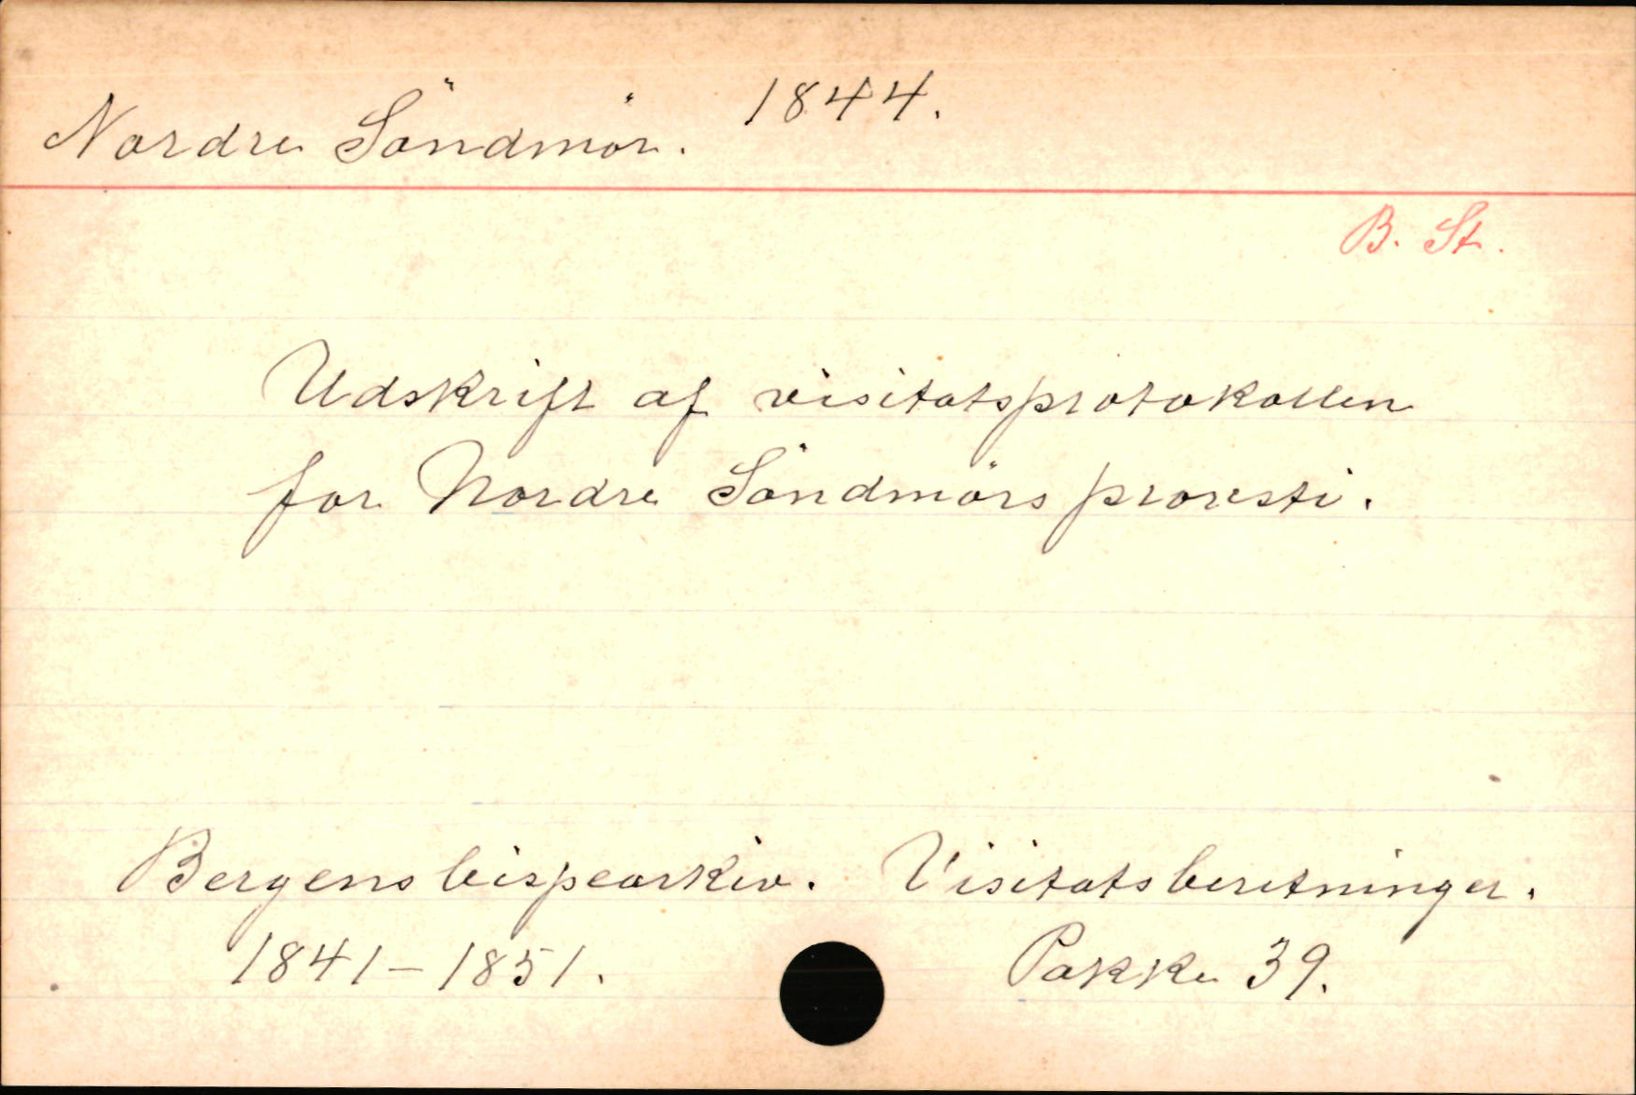 Nordre Söndmör. 1844.
B. St.
Udskrift af visitatsprotokollen
for Nordre Söndmörs provsti.
Bergens bispearkiv. Visitatsberetninger.
1841-1851. Pakke 39.